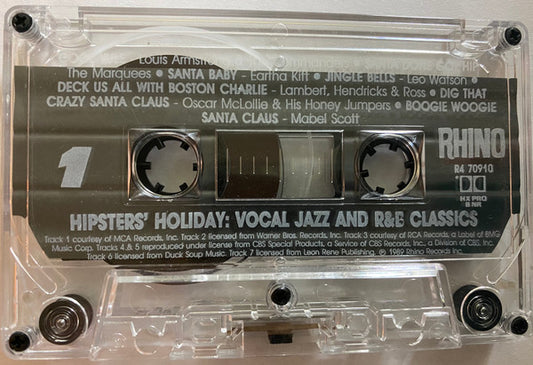 Louis Armstrong
The Marquees • SANTA BABY - Eartha Kitt • JINGLE BELLS - Leo Watson •
DECK US ALL WITH BOSTON CHARLIE - Lambert, Hendricks & Ross • DIG THAT
CRAZY SANTA CLAUS - Oscar McLollie & His Honey Jumpers • BOOGIE WOOGIE
SANTA CLAUS - Mabel Scott
1
RHINO
R4 70910
HX PRO
B NR
HIPSTERS' HOLIDAY: VOCAL JAZZ AND R&B CLASSICS
Track 1 courtesy of MCA Records, Inc. Track 2 licensed from Warner Bros. Records, Inc. Track 3 courtesy of RCA Records, a Label of BMG
Music Corp. Tracks 4,8 & 5 reproduced under license from CBS Special Products, a Service of CBS Records, Inc., a Division of CBS, Inc.
Track 6 licensed from Duck Soup Music. Track 7 licensed from Leon Rene Publishing. ℗ 1989 Rhino Records Inc.